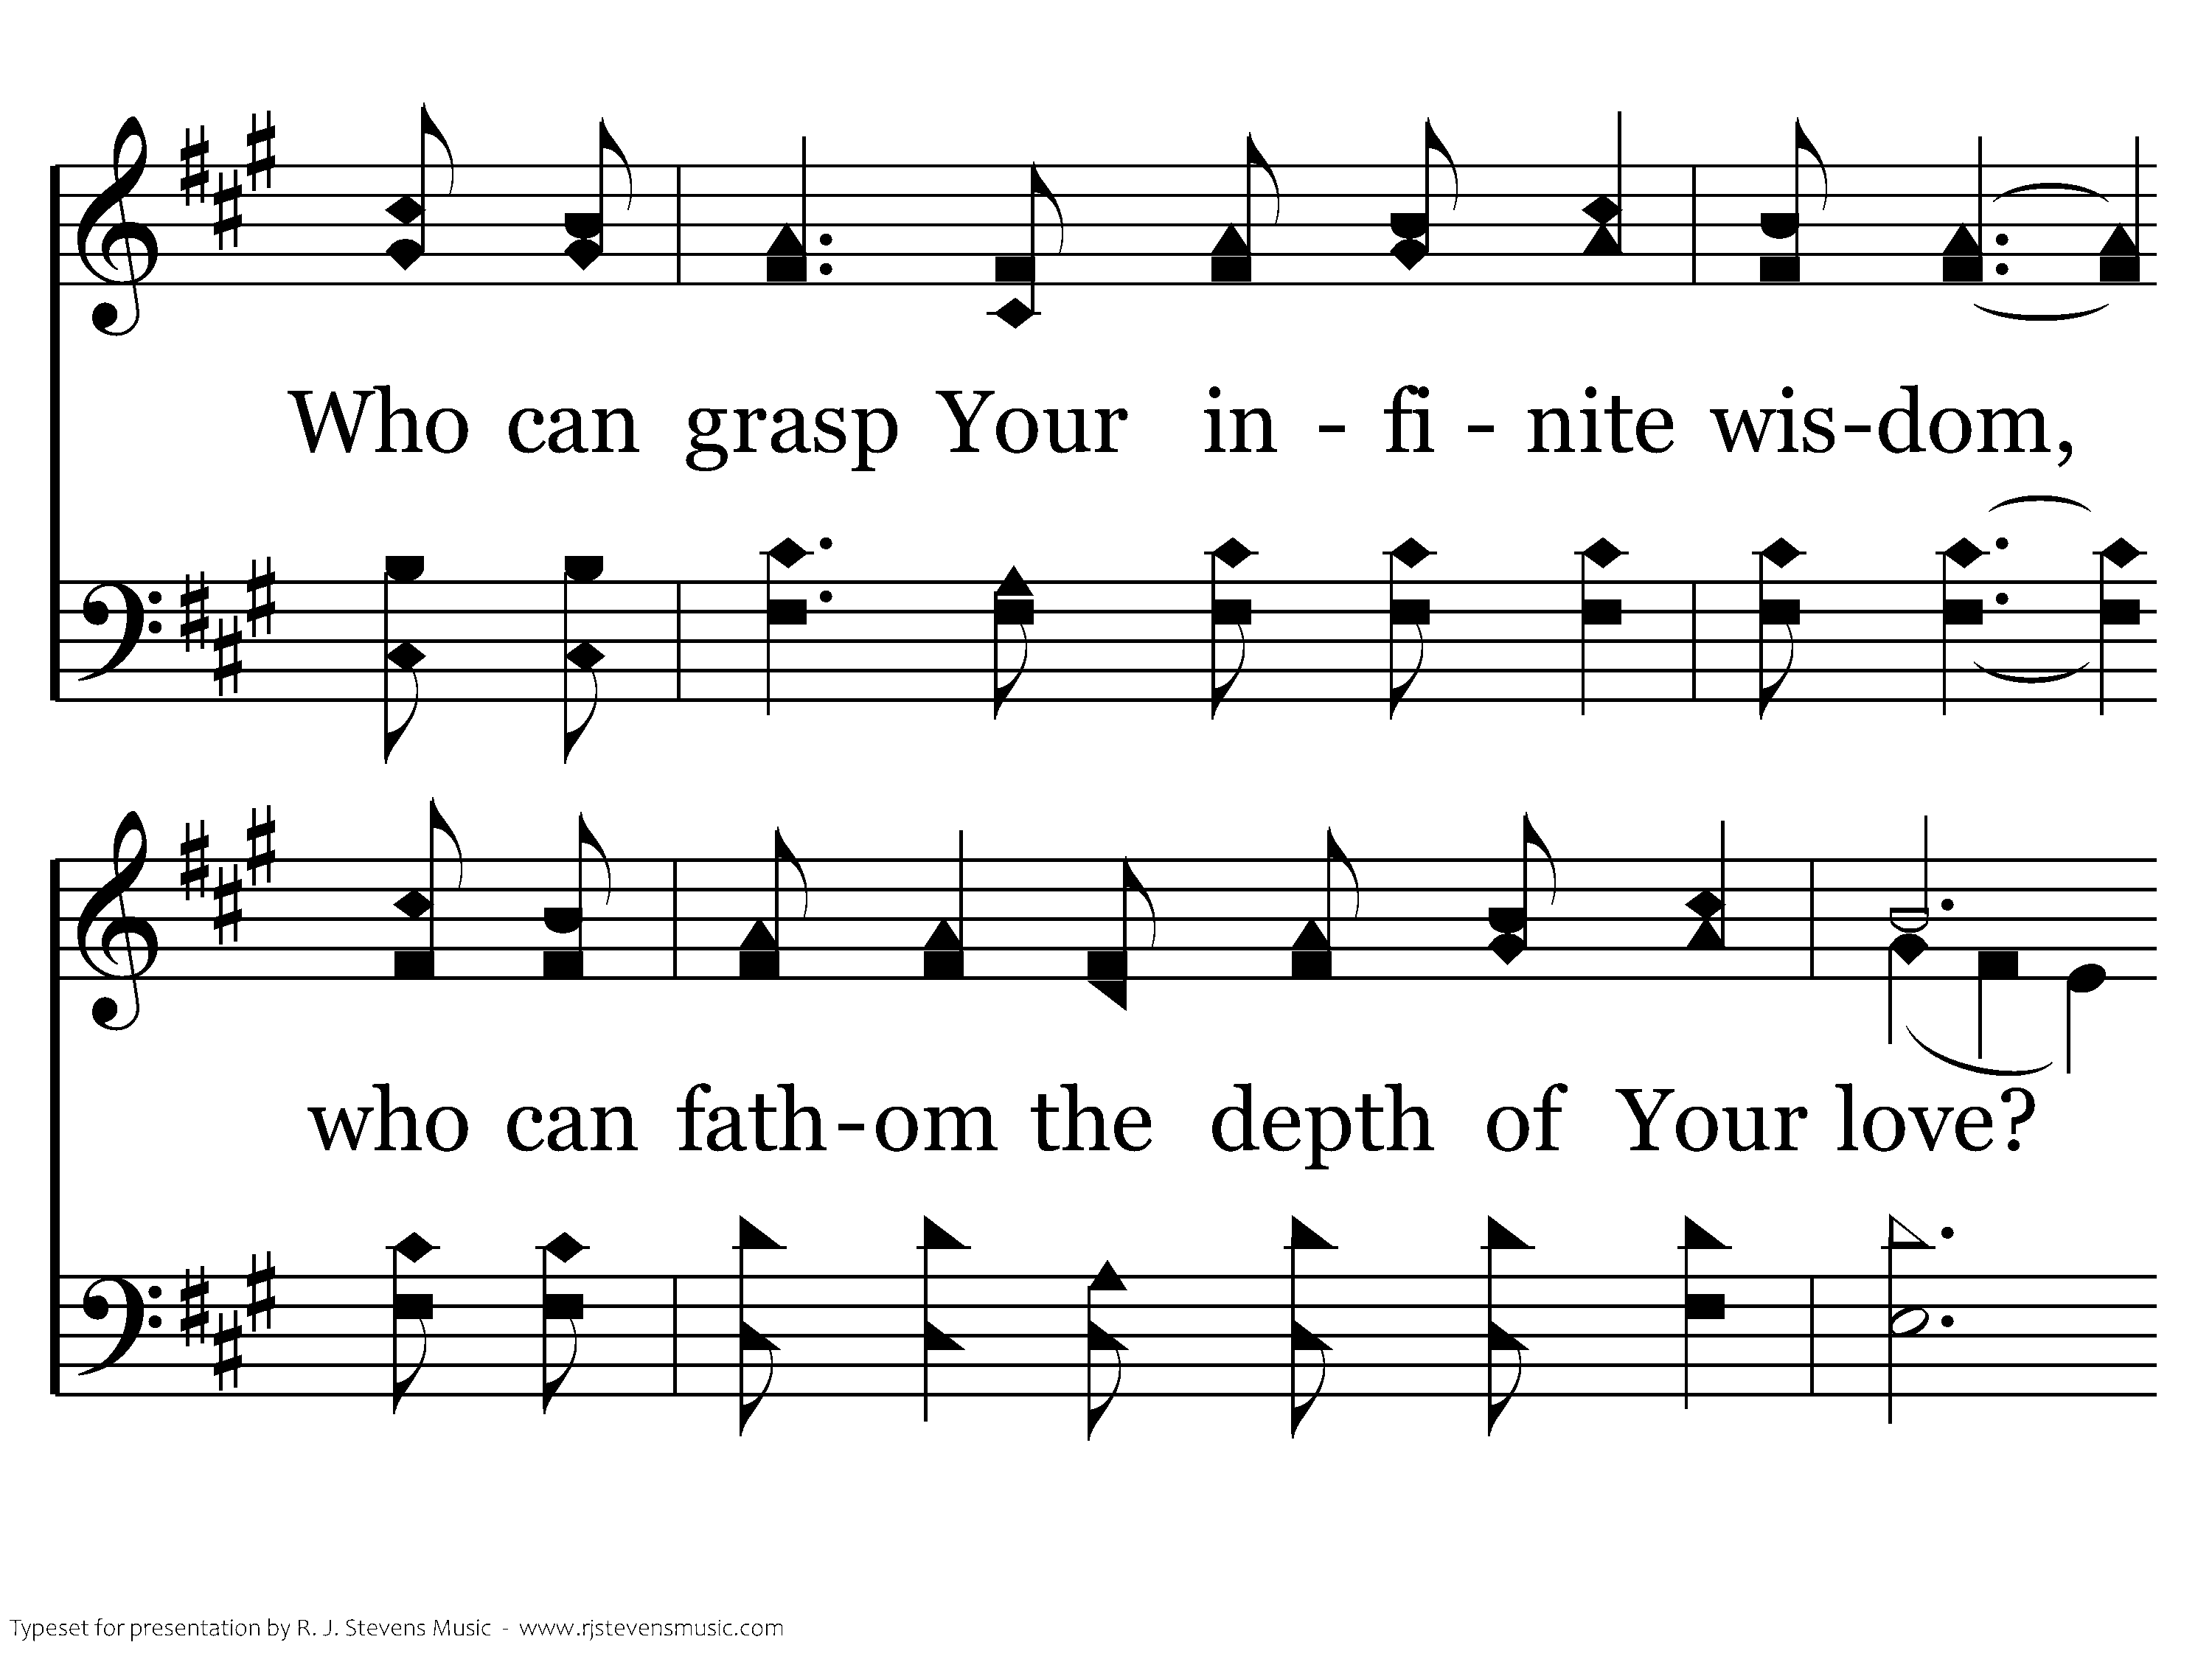 Who can grasp Your in - fi - nite wis-dom,
who can fath-om the depth of Your love?
Typeset for presentation by R. J. Stevens Music - www.rjstevensmusic.com